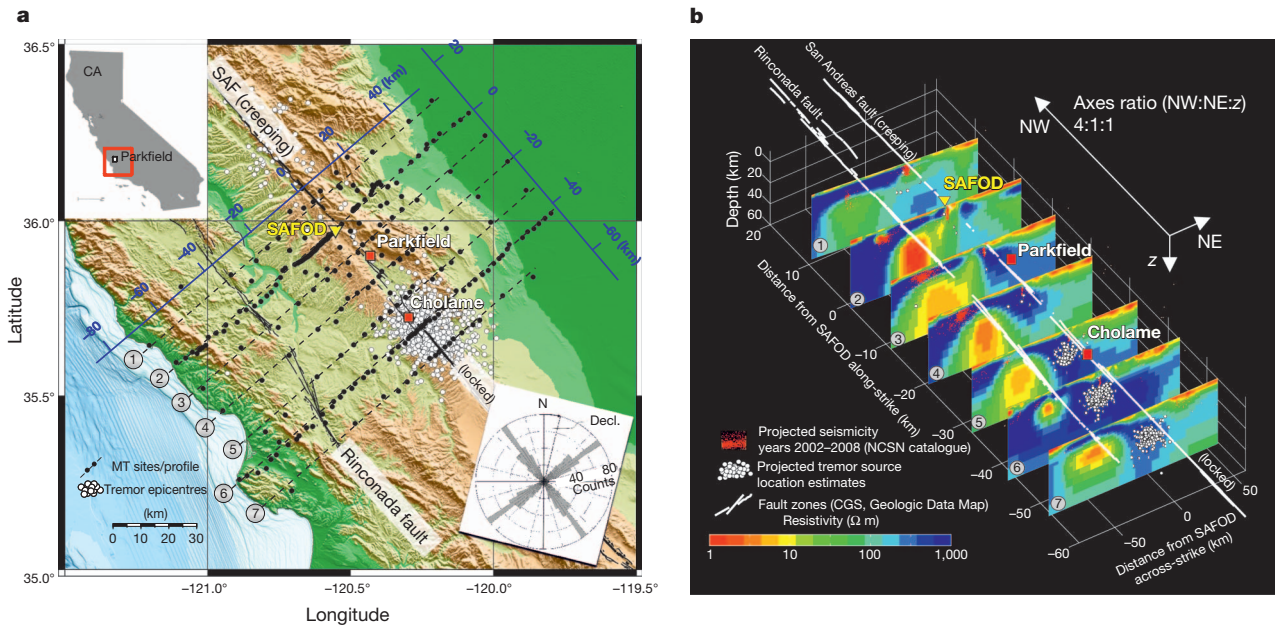 a
36.5°
36.0°
35.5°
35.0°
Latitude
−121.0°
−120.5°
−120.0°
−119.5°
Longitude
CA
Parkfield
SAF (creeping)
40 (km)
20
0
−20
−40
−60
−80
20
0
−20
−40
−60 (km)
SAFOD
Parkfield
Cholame
(locked)
Rinconada fault
1
2
3
4
5
6
7
MT sites/profile
Tremor epicentres
(km)
0 10 20 30
N
Decl.
80
40
Counts
b
Rinconada fault
San Andreas fault (creeping)
Axes ratio (NW:NE:z)
4:1:1
NW
NE
z
Depth (km)
0
20
40
60
20
10
0
−10
−20
−30
−40
−50
Distance from SAFOD along-strike (km)
SAFOD
Parkfield
Cholame
(locked)
1
2
3
4
5
6
7
−60
−50
0
50
Distance from SAFOD
across-strike (km)
Projected seismicity
years 2002–2008 (NCSN catalogue)
Projected tremor source
location estimates
Fault zones (CGS, Geologic Data Map)
Resistivity (Ω m)
1 10 100 1,000